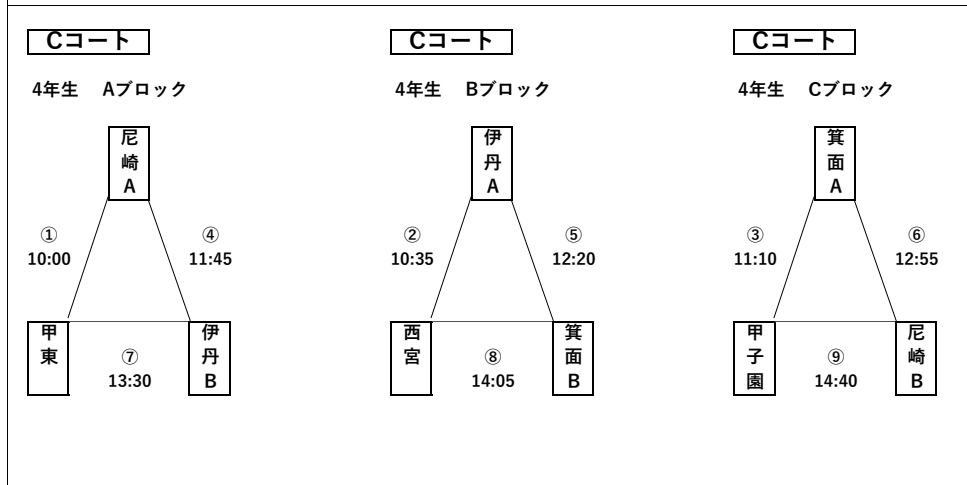 Cコート
4年生 Aブロック
尼崎A
① ④
10:00 11:45
甲東
伊丹B
⑦
13:30
Cコート
4年生 Bブロック
伊丹A
② ⑤
10:35 12:20
西宮
箕面B
⑧
14:05
Cコート
4年生 Cブロック
箕面A
③ ⑥
11:10 12:55
甲子園
尼崎B
⑨
14:40